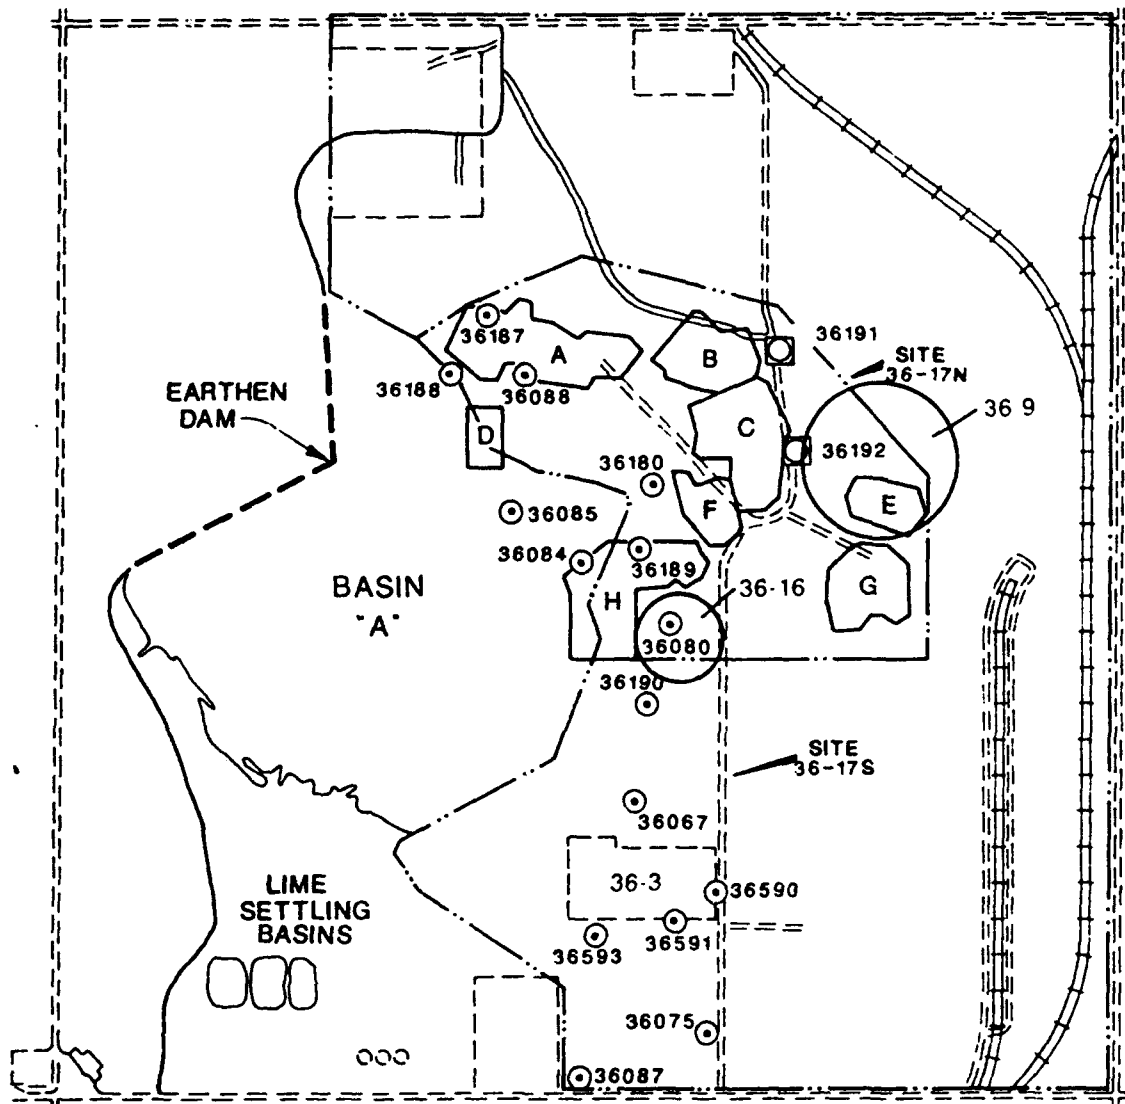 36191
SITE
36-17N
36187
A
B
36188
36088
EARTHEN
DAM
36 9
D
C
36192
36180
E
36085
F
36084
36189
G
BASIN
"A"
H
36-16
36080
36190
SITE
36-17S
36067
36-3
36590
LIME
SETTLING
BASINS
36591
36593
36075
36087